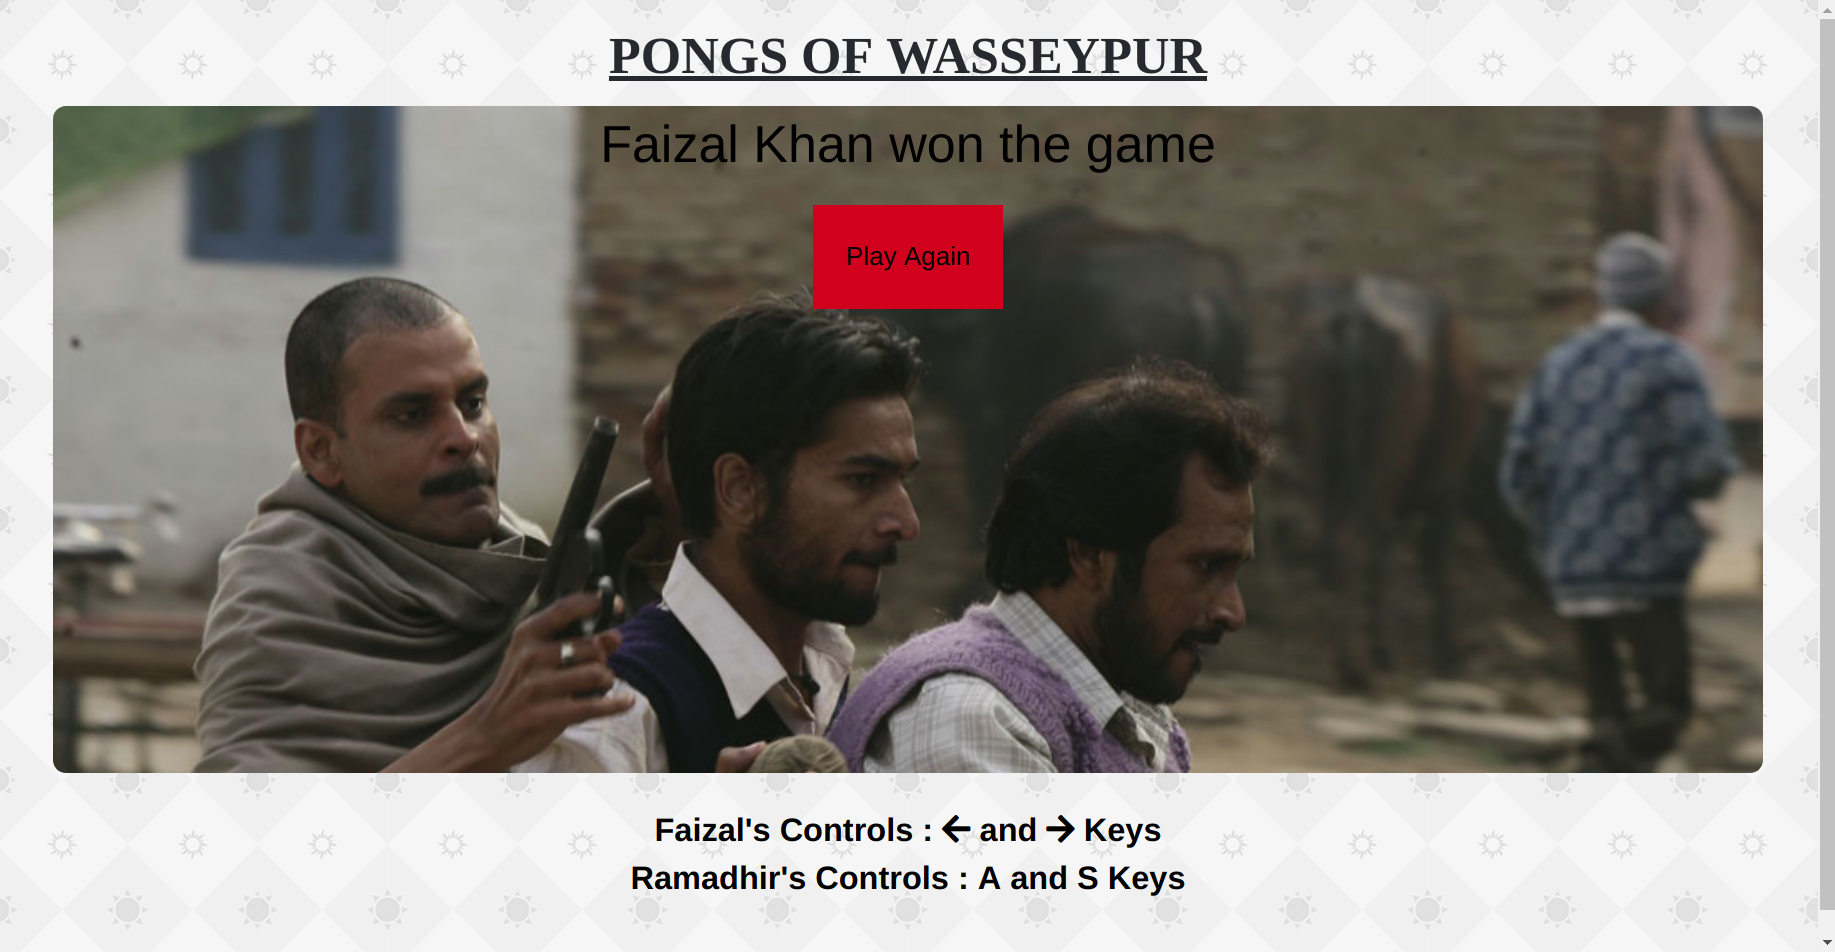 PONGS OF WASSEYPUR
Faizal Khan won the game
Play Again
Faizal's Controls : ← and → Keys
Ramadhir's Controls : A and S Keys